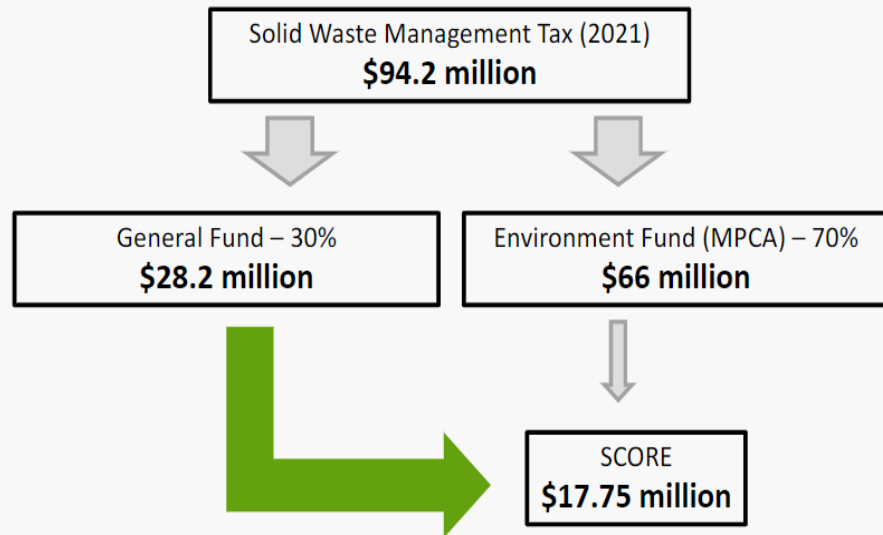 Solid Waste Management Tax (2021)
$94.2 million
General Fund – 30%
$28.2 million
Environment Fund (MPCA) – 70%
$66 million
SCORE
$17.75 million